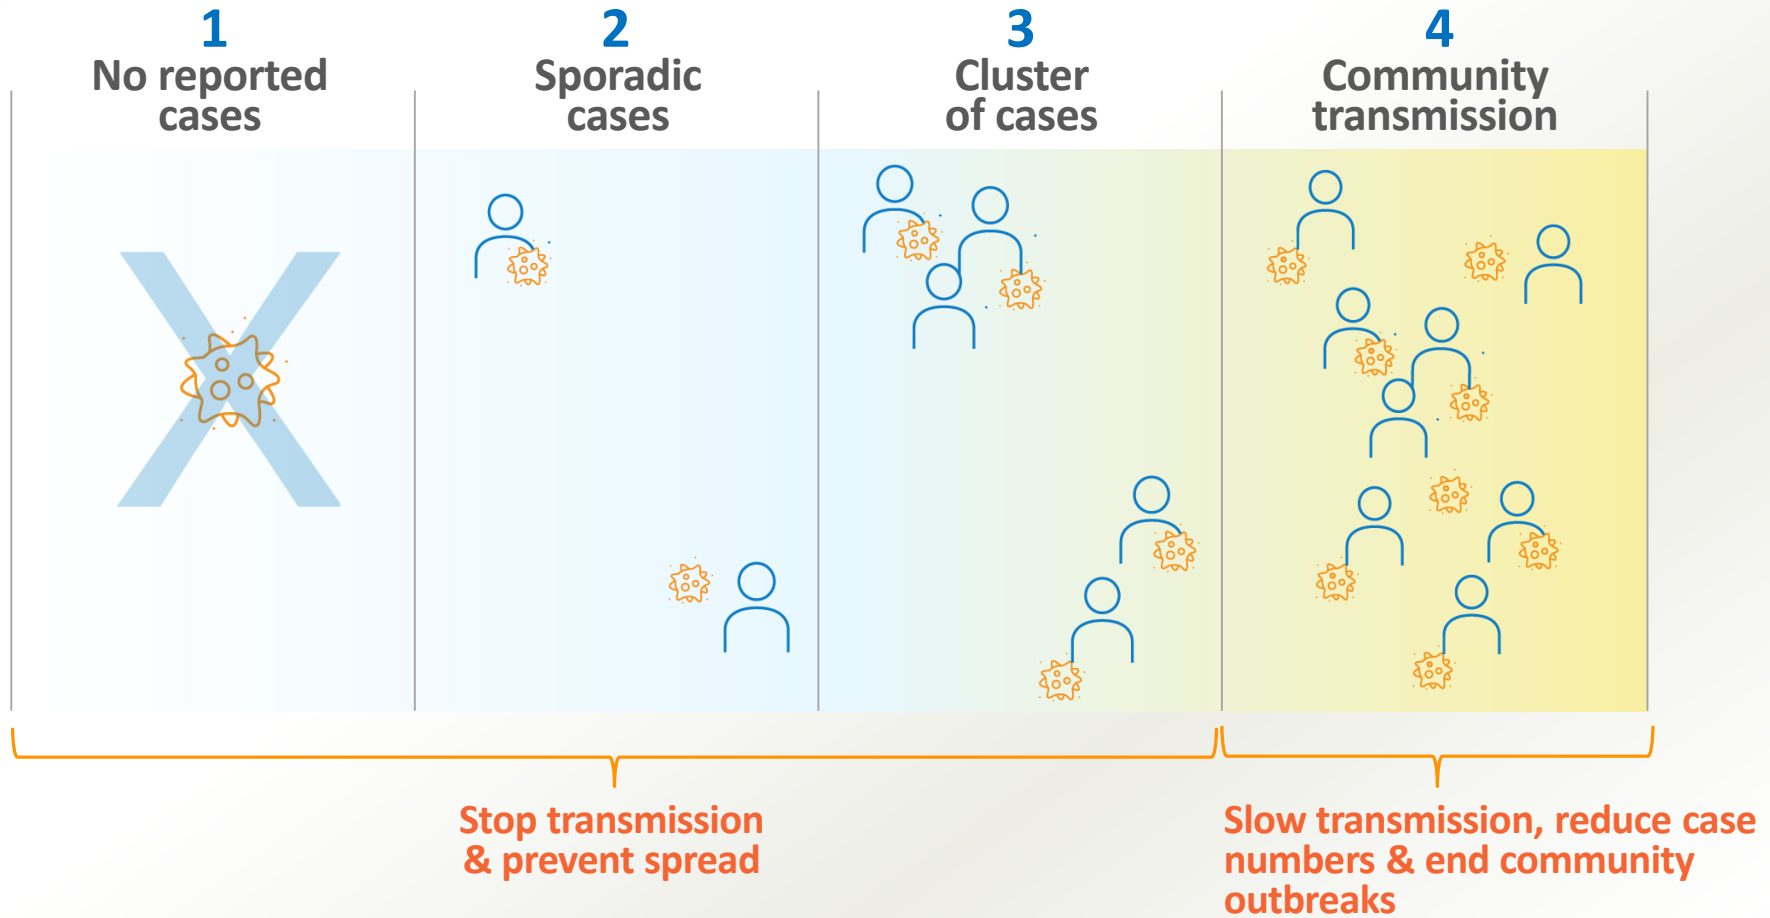 1
No reported
cases
2
Sporadic
cases
3
Cluster
of cases
4
Community
transmission
Stop transmission
& prevent spread
Slow transmission, reduce case
numbers & end community
outbreaks